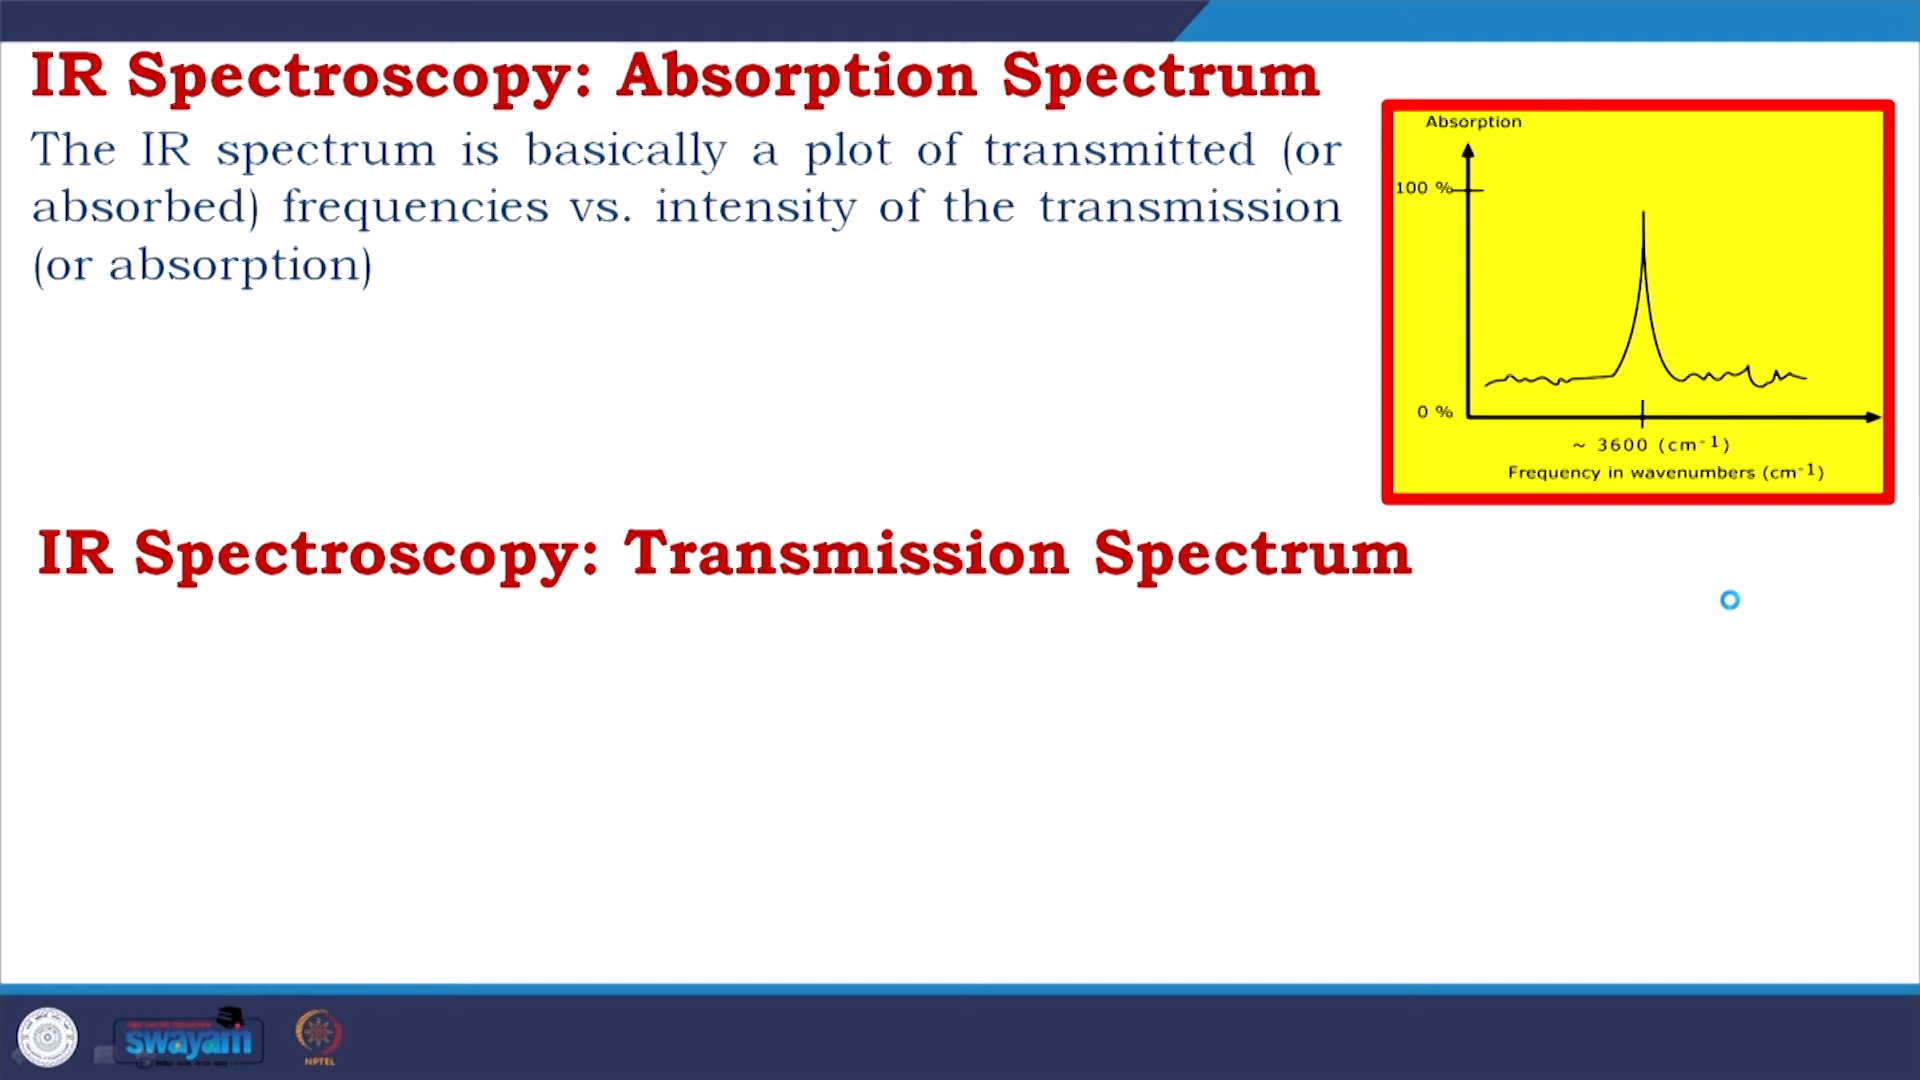 IR Spectroscopy: Absorption Spectrum
The IR spectrum is basically a plot of transmitted (or
absorbed) frequencies vs. intensity of the transmission
(or absorption)
Absorption
100 %
0 %
~ 3600 (cm-1)
Frequency in wavenumbers (cm-1)
IR Spectroscopy: Transmission Spectrum
swayam
NPTEL